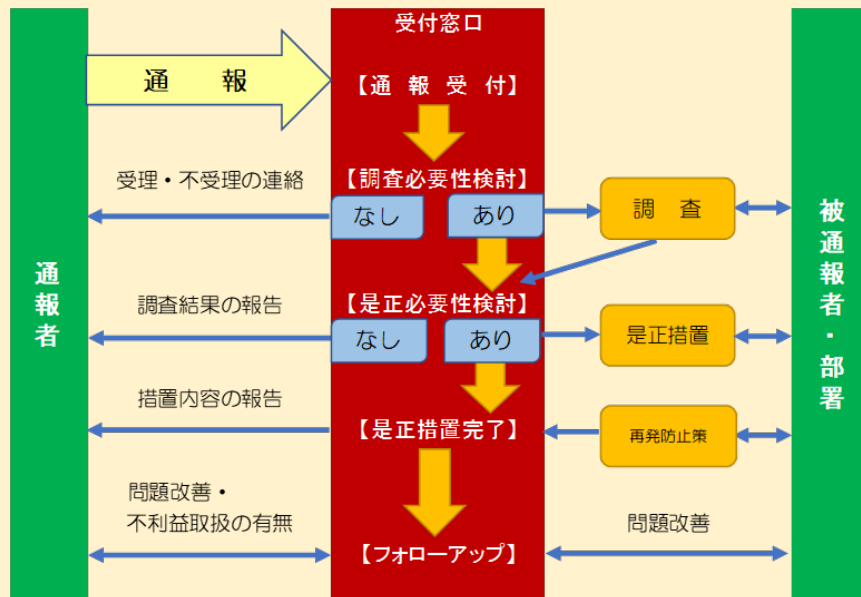 受付窓口
通 報
【通 報 受 付】
受理・不受理の連絡
【調査必要性検討】
なし
あり
調 査
通報者
被通報者・部署
調査結果の報告
【是正必要性検討】
なし
あり
是正措置
措置内容の報告
【是正措置完了】
再発防止策
問題改善・
不利益取扱の有無
【フォローアップ】
問題改善